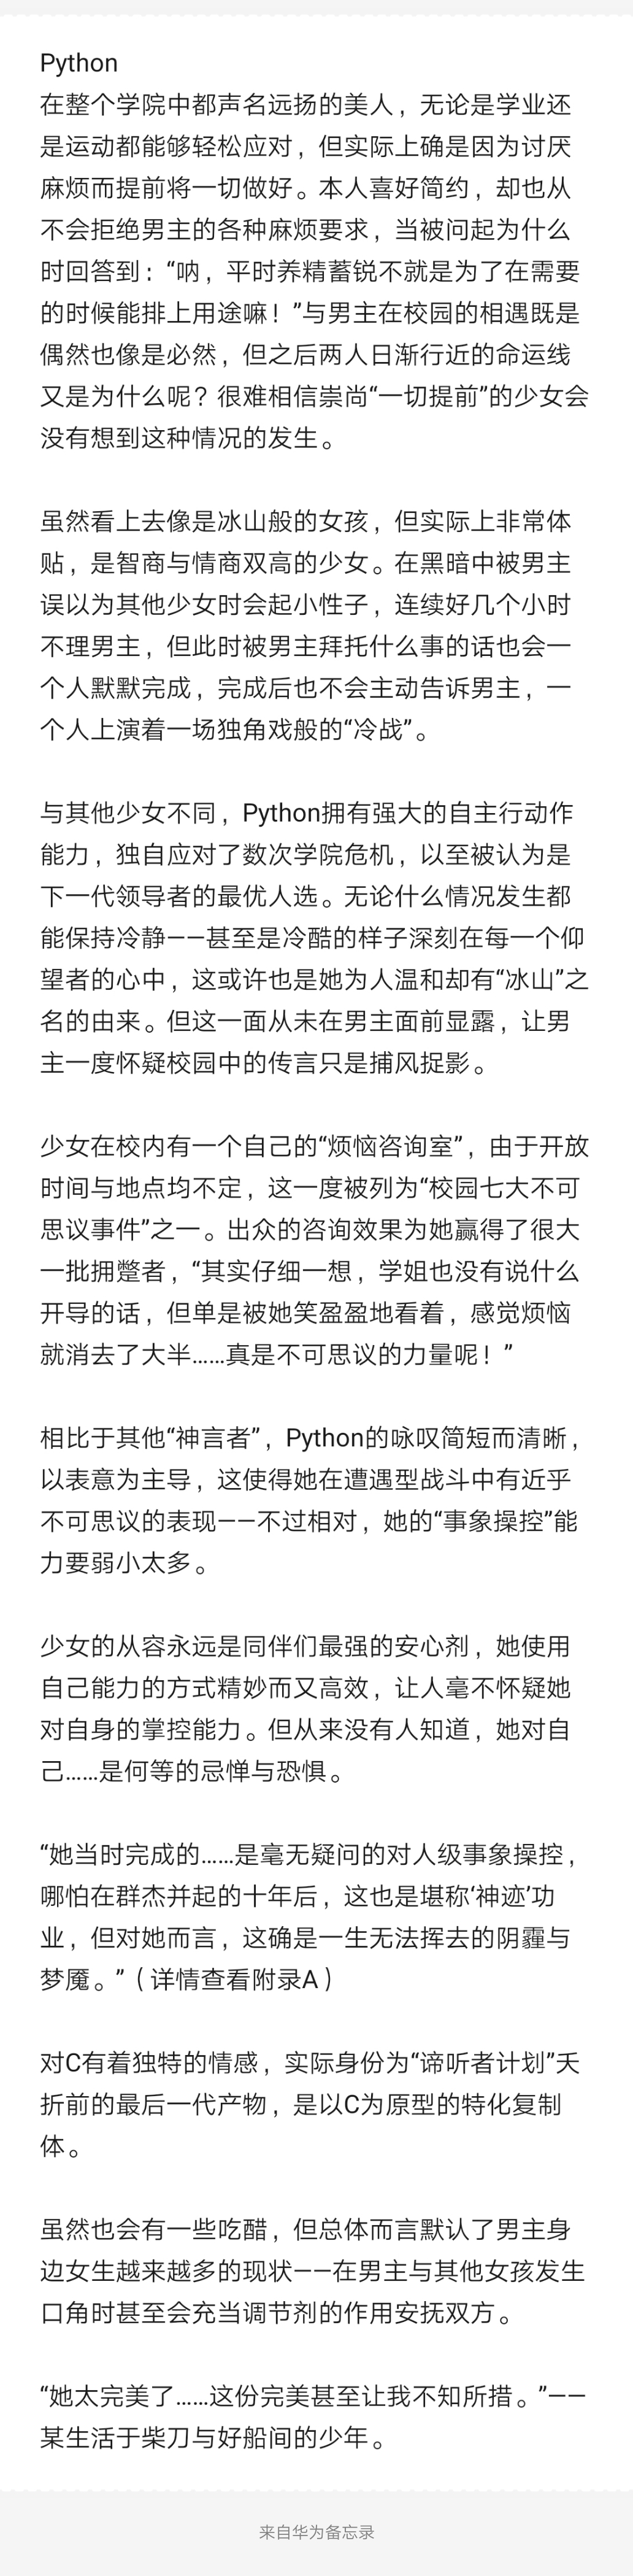 Python
在整个学院中都声名远扬的美人，无论是学业还
是运动都能够轻松应对，但实际上确是因为讨厌
麻烦而提前将一切做好。本人喜好简约，却也从
不会拒绝男主的各种麻烦要求，当被问起为什么
时回答到：“呐，平时养精蓄锐不就是为了在需要
的时候能排上用途嘛！”与男主在校园的相遇既是
偶然也像是必然，但之后两人日渐行近的命运线
又是为什么呢？很难相信崇尚“一切提前”的少女会
没有想到这种情况的发生。
虽然看上去像是冰山般的女孩，但实际上非常体
贴，是智商与情商双高的少女。在黑暗中被男主
误以为其他少女时会起小性子，连续好几个小时
不理男主，但此时被男主拜托什么事的话也会一
个人默默完成，完成后也不会主动告诉男主，一
个人上演着一场独角戏般的“冷战”。
与其他少女不同，Python拥有强大的自主行动作
能力，独自应对了数次学院危机，以至被认为是
下一代领导者的最优人选。无论什么情况发生都
能保持冷静——甚至是冷酷的样子深刻在每一个仰
望者的心中，这或许也是她为人温和却有“冰山”之
名的由来。但这一面从未在男主面前显露，让男
主一度怀疑校园中的传言只是捕风捉影。
少女在校内有一个自己的“烦恼咨询室”，由于开放
时间与地点均不定，这一度被列为“校园七大不可
思议事件”之一。出众的咨询效果为她赢得了很大
一批拥蹩者，“其实仔细一想，学姐也没有说什么
开导的话，但单是被她笑盈盈地看着，感觉烦恼
就消去了大半……真是不可思议的力量呢！”
相比于其他“神言者”，Python的咏叹简短而清晰，
以表意为主导，这使得她在遭遇型战斗中有近乎
不可思议的表现——不过相对，她的“事象操控”能
力要弱小太多。
少女的从容永远是同伴们最强的安心剂，她使用
自己能力的方式精妙而又高效，让人毫不怀疑她
对自身的掌控能力。但从来没有人知道，她对自
己……是何等的忌惮与恐惧。
“她当时完成的……是毫无疑问的对人级事象操控，
哪怕在群杰并起的十年后，这也是堪称‘神迹’功
业，但对她而言，这确是一生无法挥去的阴霾与
梦魇。”（详情查看附录A）
对C有着独特的情感，实际身份为“谛听者计划”夭
折前的最后一代产物，是以C为原型的特化复制
体。
虽然也会有一些吃醋，但总体而言默认了男主身
边女生越来越多的现状——在男主与其他女孩发生
口角时甚至会充当调节剂的作用安抚双方。
“她太完美了……这份完美甚至让我不知所措。”——
某生活于柴刀与好船间的少年。
来自华为备忘录